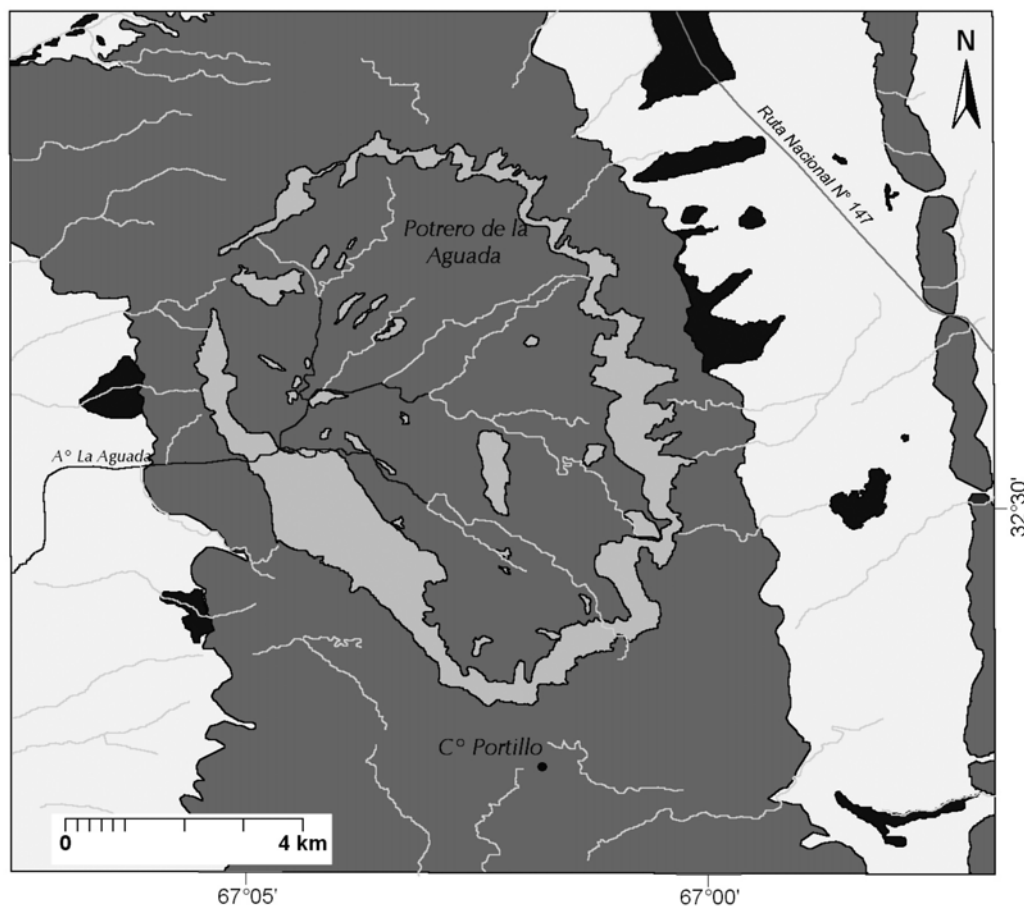 N
Ruta Nacional N° 147
Potrero de la
Aguada
A° La Aguada
32°30'
C° Portillo
0
4 km
67°05'
67°00'